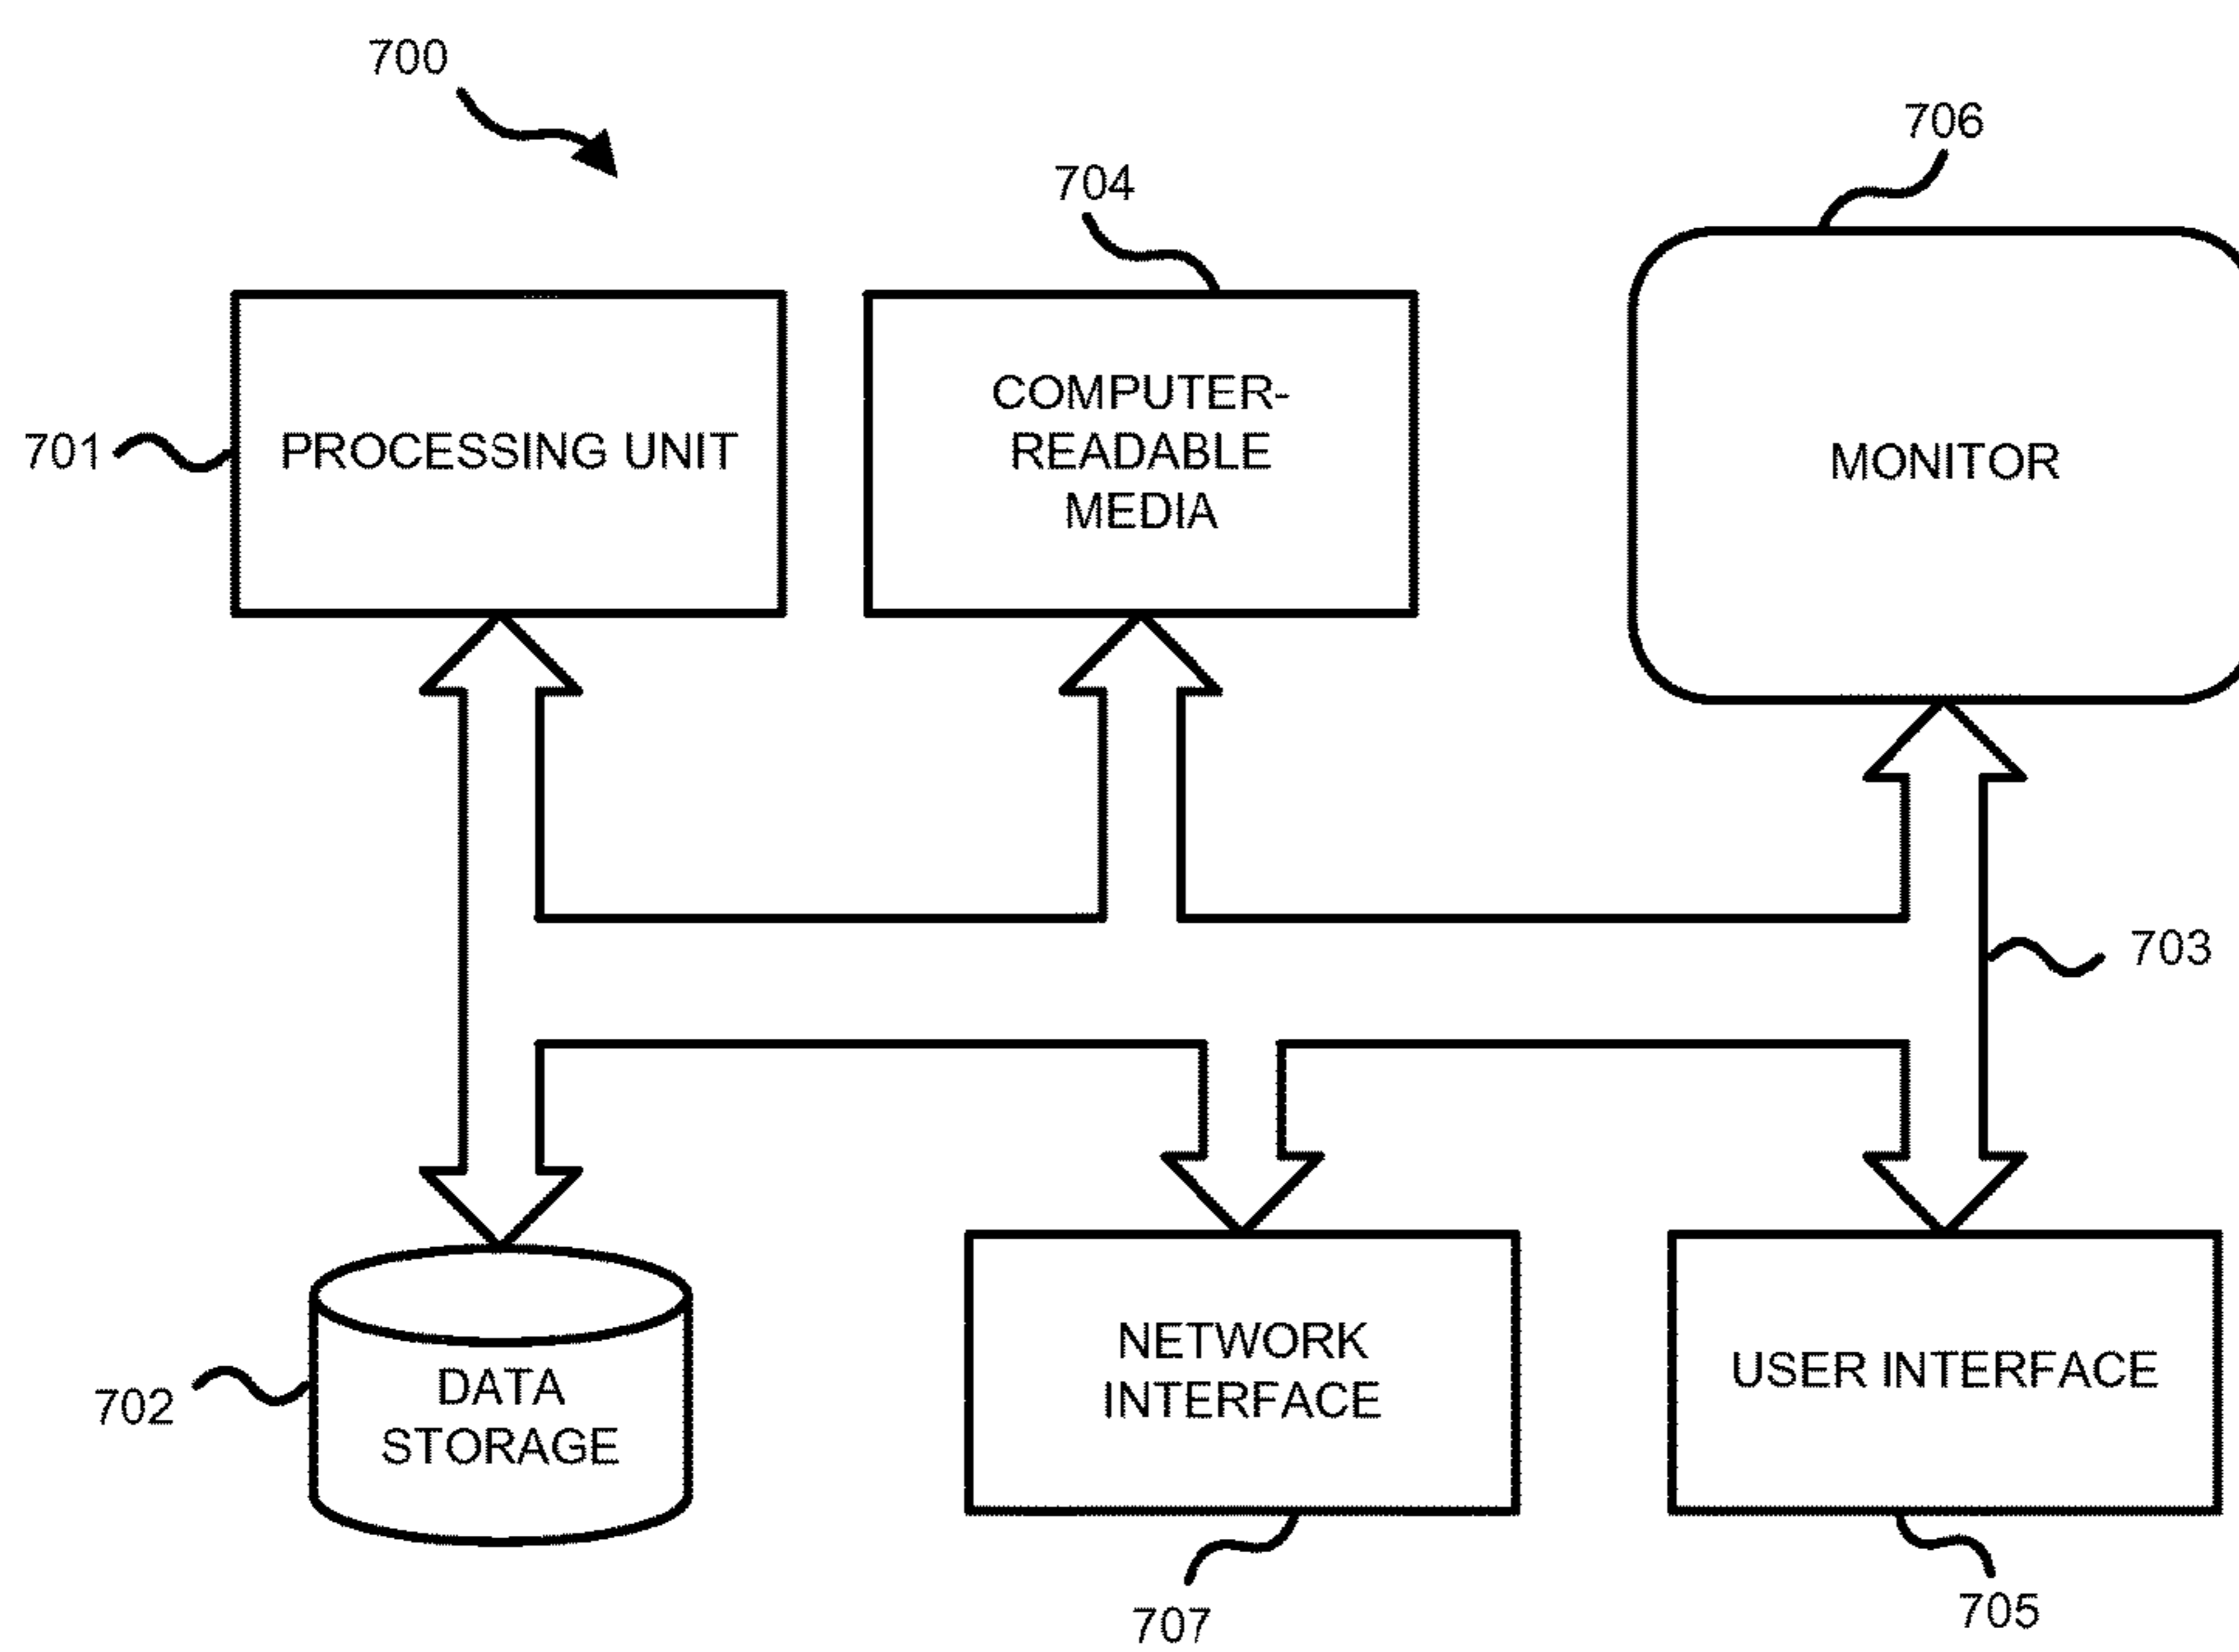 700
706
704
701
PROCESSING UNIT
COMPUTER-
READABLE
MEDIA
MONITOR
703
702
DATA
STORAGE
NETWORK
INTERFACE
USER INTERFACE
707
705